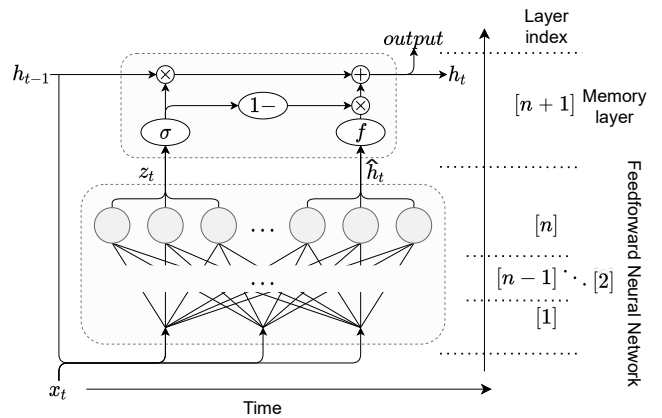 Layer
index
output
h_{t-1}
×
+
h_t
1−
×
[n + 1]
Memory
layer
σ
f
z_t
ĥ_t
...
[n]
...
[n − 1] ⋱ [2]
[1]
Feedforward Neural Network
x_t
Time